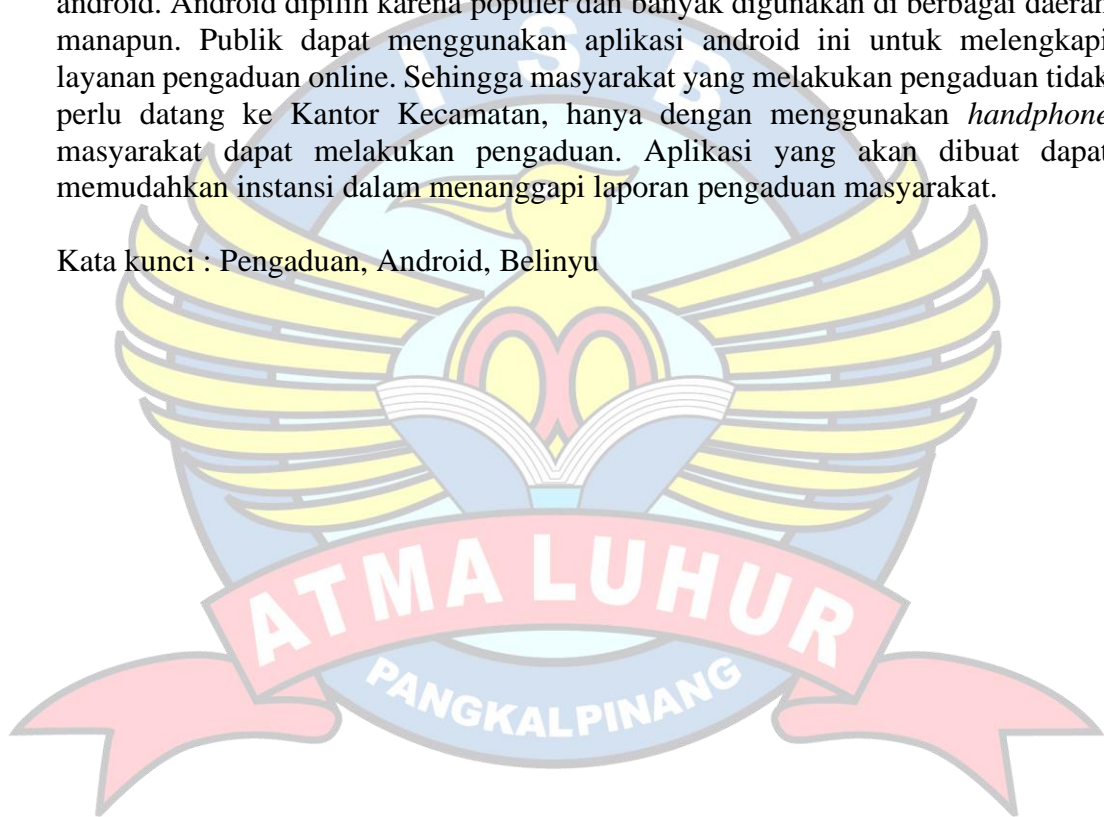 android. Android dipilih karena populer dan banyak digunakan di berbagai daerah
manapun. Publik dapat menggunakan aplikasi android ini untuk melengkapi
layanan pengaduan online. Sehingga masyarakat yang melakukan pengaduan tidak
perlu datang ke Kantor Kecamatan, hanya dengan menggunakan handphone
masyarakat dapat melakukan pengaduan. Aplikasi yang akan dibuat dapat
memudahkan instansi dalam menanggapi laporan pengaduan masyarakat.
Kata kunci : Pengaduan, Android, Belinyu
I S B
ATMA LUHUR
PANGKALPINANG